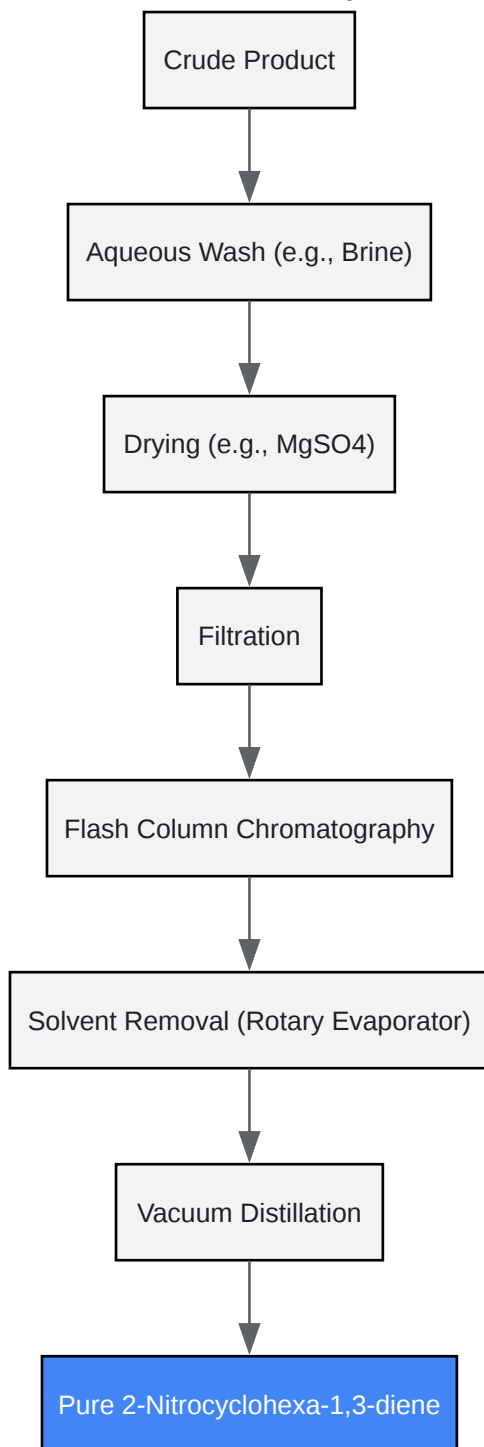 Crude Product
Aqueous Wash (e.g., Brine)
Drying (e.g., MgSO4)
Filtration
Flash Column Chromatography
Solvent Removal (Rotary Evaporator)
Vacuum Distillation
Pure 2-Nitrocyclohexa-1,3-diene